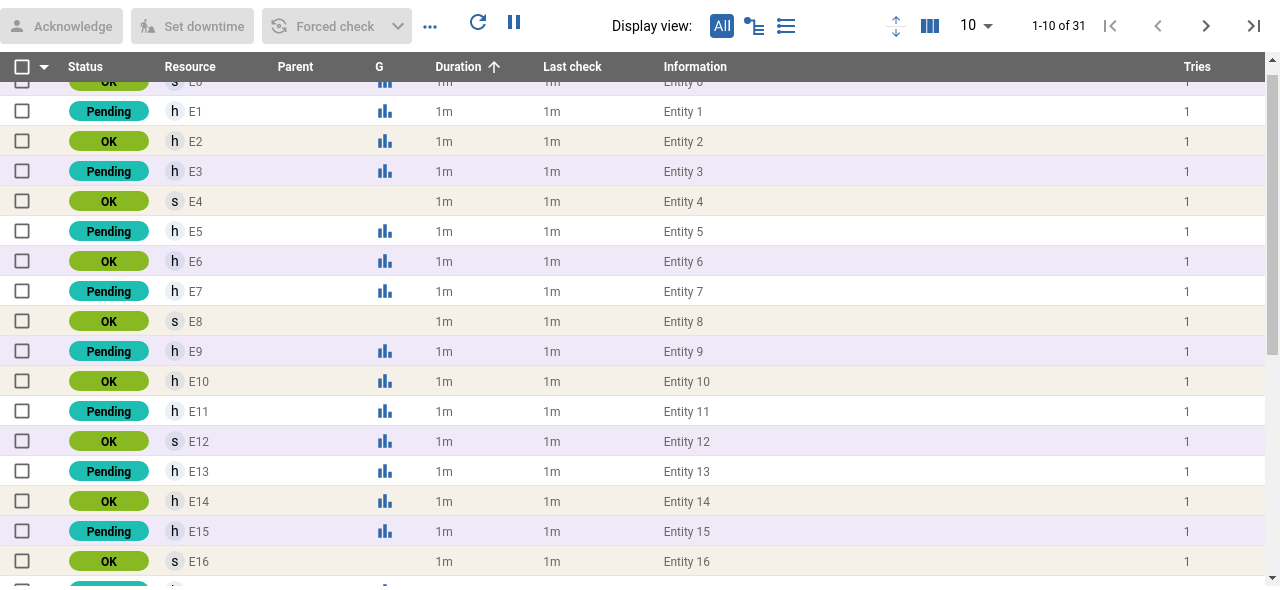 Acknowledge Set downtime Forced check Display view: All 10 1-10 of 31
Status Resource Parent G Duration Last check Information Tries
OK s E0 1m 1m Entity 0 1
Pending h E1 1m 1m Entity 1 1
OK h E2 1m 1m Entity 2 1
Pending h E3 1m 1m Entity 3 1
OK s E4 1m 1m Entity 4 1
Pending h E5 1m 1m Entity 5 1
OK h E6 1m 1m Entity 6 1
Pending h E7 1m 1m Entity 7 1
OK s E8 1m 1m Entity 8 1
Pending h E9 1m 1m Entity 9 1
OK h E10 1m 1m Entity 10 1
Pending h E11 1m 1m Entity 11 1
OK s E12 1m 1m Entity 12 1
Pending h E13 1m 1m Entity 13 1
OK h E14 1m 1m Entity 14 1
Pending h E15 1m 1m Entity 15 1
OK s E16 1m 1m Entity 16 1